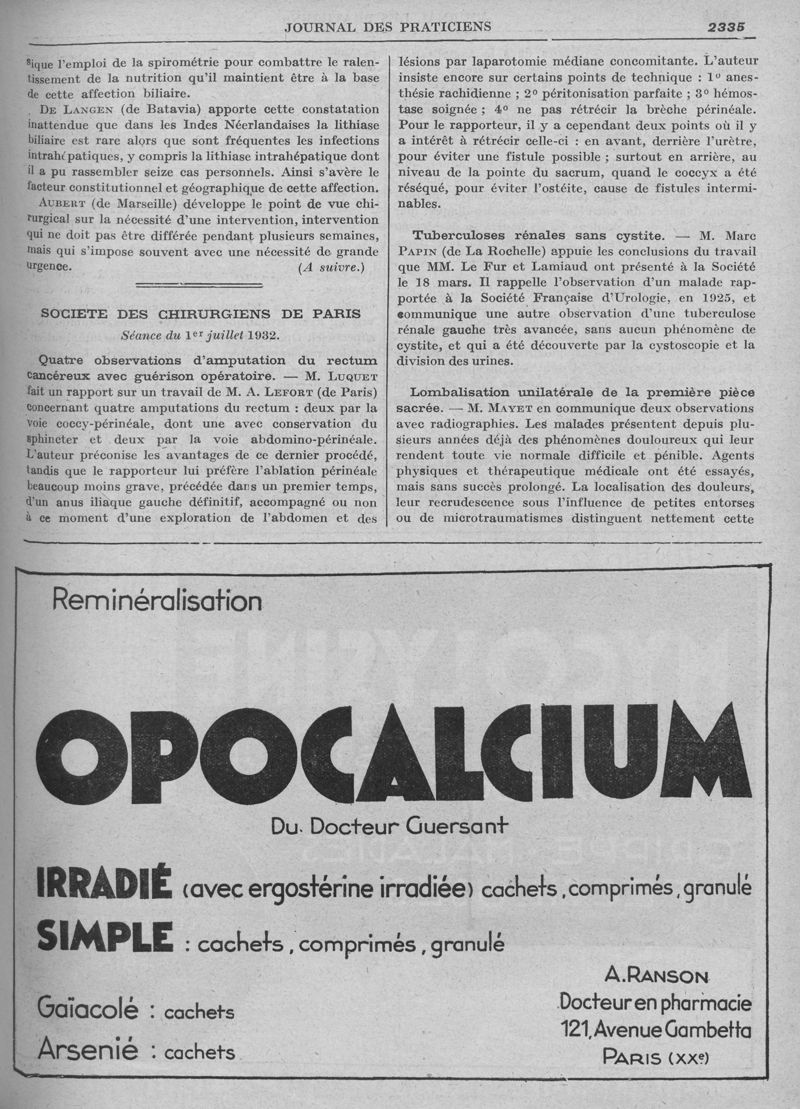 JOURNAL DES PRATICIENS
2335
sique l'emploi de la spirométrie pour combattre le ralen-
tissement de la nutrition qu'il maintient être à la base
de cette affection biliaire.
DE LANGEN (de Batavia) apporte cette constatation
inattendue que dans les Indes Néerlandaises la lithiase
biliaire est rare alors que sont fréquentes les infections
intrahépatiques, y compris la lithiase intrahépatique dont
il a pu rassembler seize cas personnels. Ainsi s'avère le
facteur constitutionnel et géographique de cette affection.
AUBERT (de Marseille) développe le point de vue chi-
rurgical sur la nécessité d'une intervention, intervention
qui ne doit pas être différée pendant plusieurs semaines,
mais qui s'impose souvent avec une nécessité de grande
urgence. (A suivre.)
SOCIETE DES CHIRURGIENS DE PARIS
Séance du 1er juillet 1932.
Quatre observations d'amputation du rectum
cancéreux avec guérison opératoire. — M. LUQUET
fait un rapport sur un travail de M. A. LEFORT (de Paris)
concernant quatre amputations du rectum : deux par la
voie coccy-périnéale, dont une avec conservation du
sphincter et deux par la voie abdomino-périnéale.
L'auteur préconise les avantages de ce dernier procédé,
tandis que le rapporteur lui préfère l'ablation périnéale
beaucoup moins grave, précédée dans un premier temps,
d'un anus iliaque gauche définitif, accompagné ou non
à ce moment d'une exploration de l'abdomen et des
lésions par laparotomie médiane concomitante. L'auteur
insiste encore sur certains points de technique : 1º anes-
thésie rachidienne ; 2º péritonisation parfaite ; 3º hémos-
tase soignée ; 4º ne pas rétrécir la brèche périnéale.
Pour le rapporteur, il y a cependant deux points où il y
a intérêt à rétrécir celle-ci : en avant, derrière l'urètre,
pour éviter une fistule possible ; surtout en arrière, au
niveau de la pointe du sacrum, quand le coccyx a été
réséqué, pour éviter l'ostéite, cause de fistules intermi-
nables.
Tuberculoses rénales sans cystite. — M. Marc
PAPIN (de La Rochelle) appuie les conclusions du travail
que MM. Le Fur et Lamiaud ont présenté à la Société
le 18 mars. Il rappelle l'observation d'un malade rap-
portée à la Société Française d'Urologie, en 1925, et
communique une autre observation d'une tuberculose
rénale gauche très avancée, sans aucun phénomène de
cystite, et qui a été découverte par la cystoscopie et la
division des urines.
Lombalisation unilatérale de la première pièce
sacrée. — M. MAYET en communique deux observations
avec radiographies. Les malades présentent depuis plu-
sieurs années déjà des phénomènes douloureux qui leur
rendent toute vie normale difficile et pénible. Agents
physiques et thérapeutique médicale ont été essayés,
mais sans succès prolongé. La localisation des douleurs,
leur recrudescence sous l'influence de petites entorses
ou de microtraumatismes distinguent nettement cette
Reminéralisation
OPOCALCIUM
Du Docteur Guersant
IRRADIÉ (avec ergostérine irradiée) cachets, comprimés, granulé
SIMPLE : cachets, comprimés, granulé
Gaïacolé : cachets
Arsenié : cachets
A. RANSON
Docteur en pharmacie
121, Avenue Gambetta
PARIS (XXe)